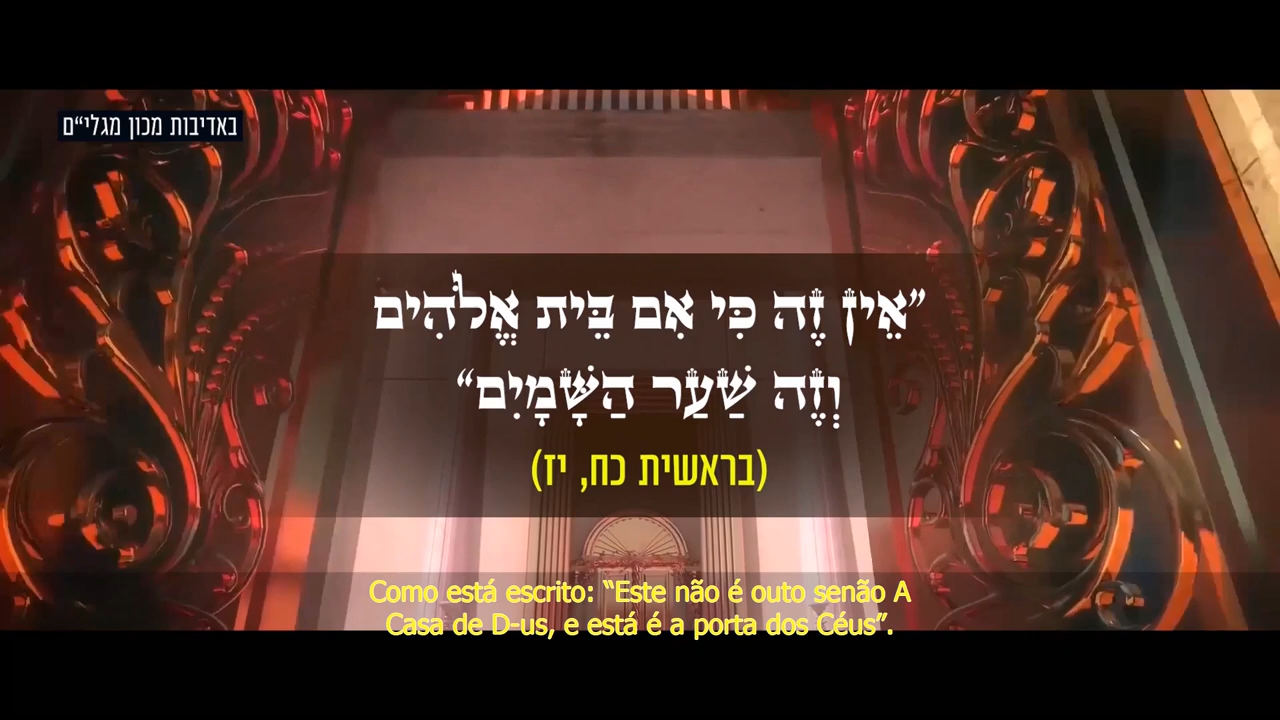 באדיבות מכון מגלי״ם
״אֵין זֶה כִּי אִם בֵּית אֱלֹהִים
וְזֶה שַׁעַר הַשָּׁמָיִם“
(בראשית כח, יז)
Como está escrito: “Este não é outo senão A
Casa de D-us, e está é a porta dos Céus”.